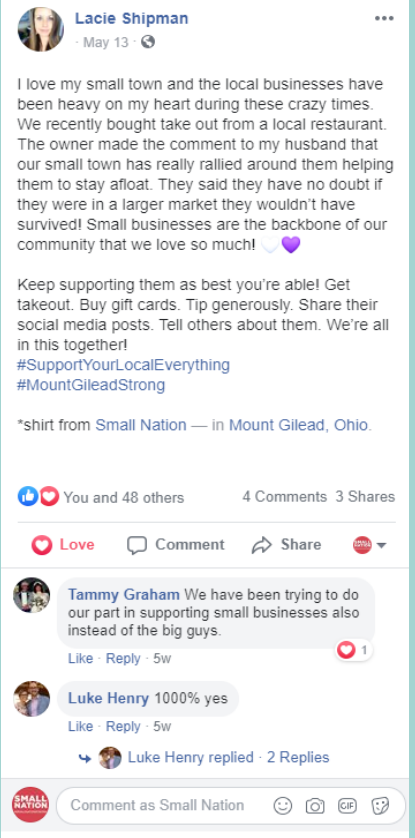 Lacie Shipman
· May 13 ·
I love my small town and the local businesses have
been heavy on my heart during these crazy times.
We recently bought take out from a local restaurant.
The owner made the comment to my husband that
our small town has really rallied around them helping
them to stay afloat. They said they have no doubt if
they were in a larger market they wouldn't have
survived! Small businesses are the backbone of our
community that we love so much! 🤍💜
Keep supporting them as best you're able! Get
takeout. Buy gift cards. Tip generously. Share their
social media posts. Tell others about them. We're all
in this together!
#SupportYourLocalEverything
#MountGileadStrong
*shirt from Small Nation — in Mount Gilead, Ohio.
You and 48 others 4 Comments 3 Shares
Love Comment Share SMALL NATION
Tammy Graham We have been trying to do
our part in supporting small businesses also
instead of the big guys.
1
Like · Reply · 5w
Luke Henry 1000% yes
Like · Reply · 5w
Luke Henry replied · 2 Replies
SMALL
NATION
Comment as Small Nation GIF